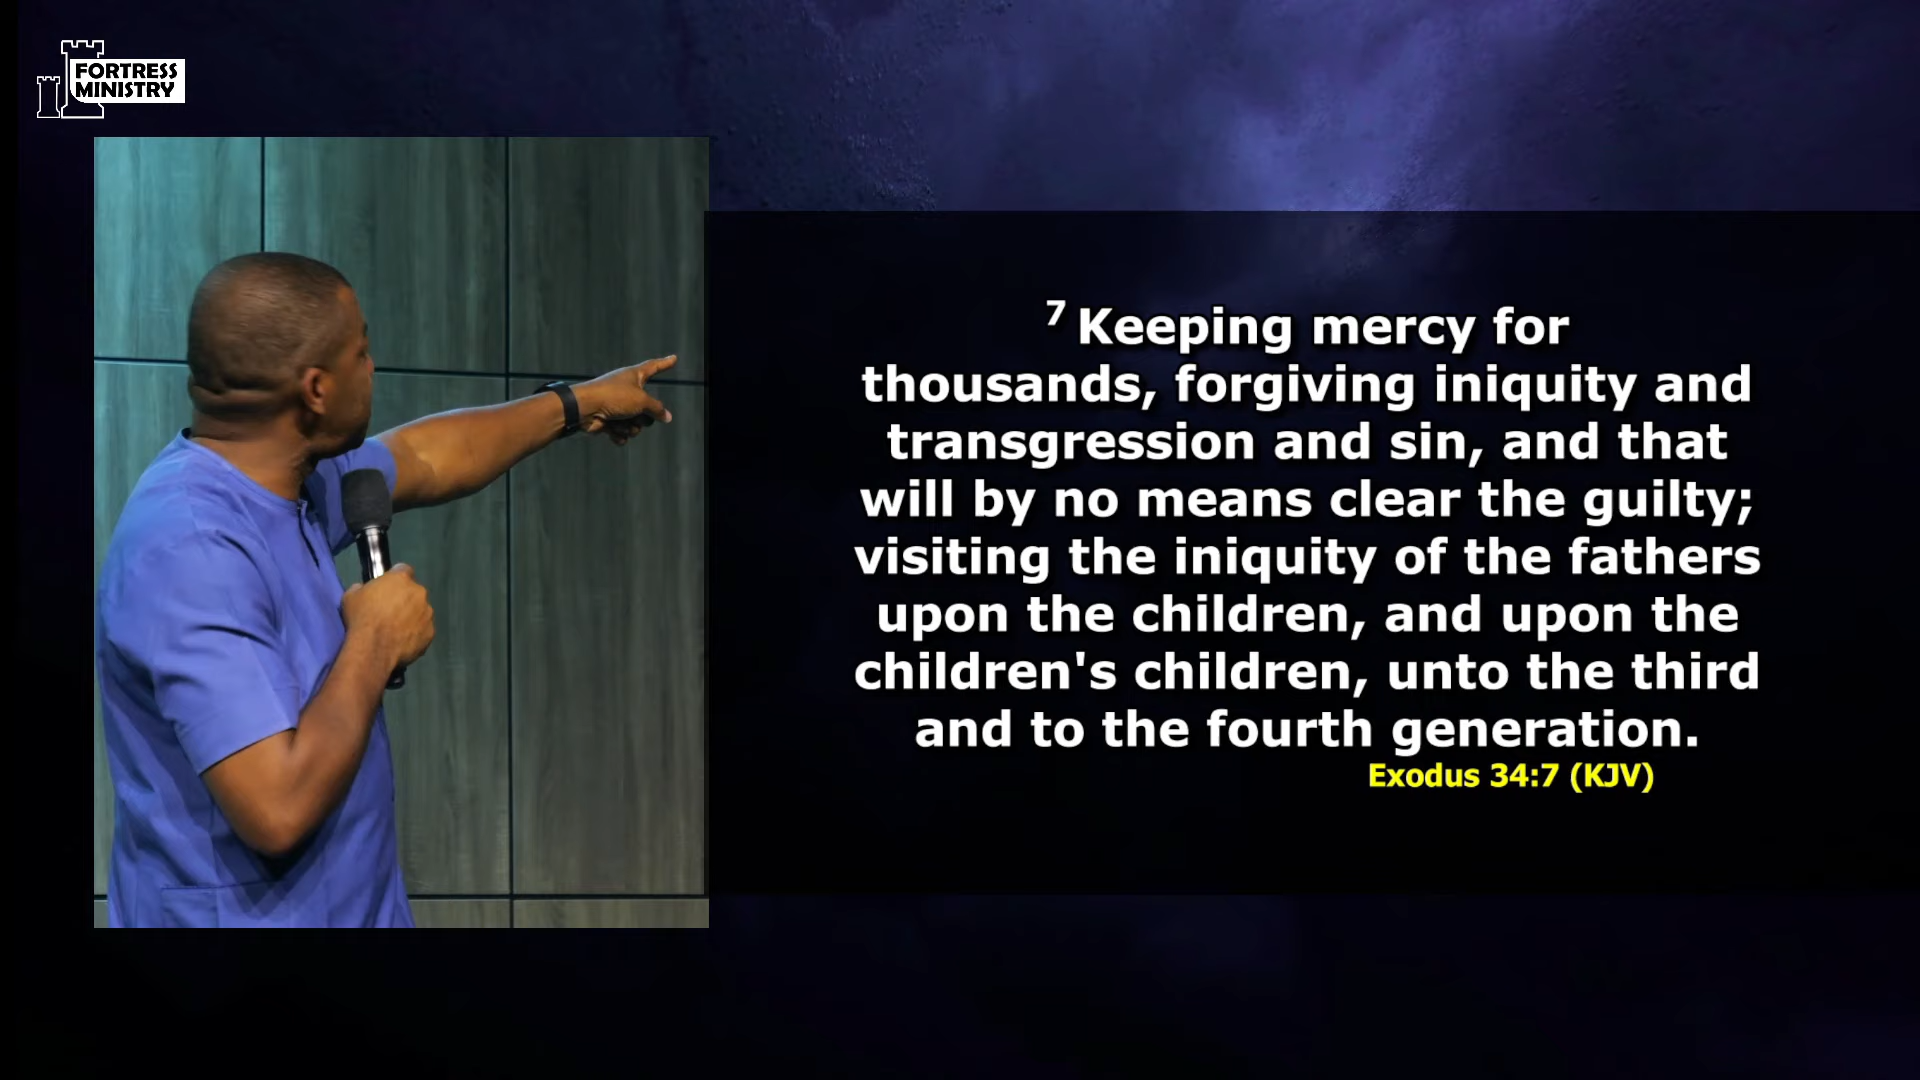 FORTRESS
MINISTRY
7 Keeping mercy for
thousands, forgiving iniquity and
transgression and sin, and that
will by no means clear the guilty;
visiting the iniquity of the fathers
upon the children, and upon the
children's children, unto the third
and to the fourth generation.
Exodus 34:7 (KJV)